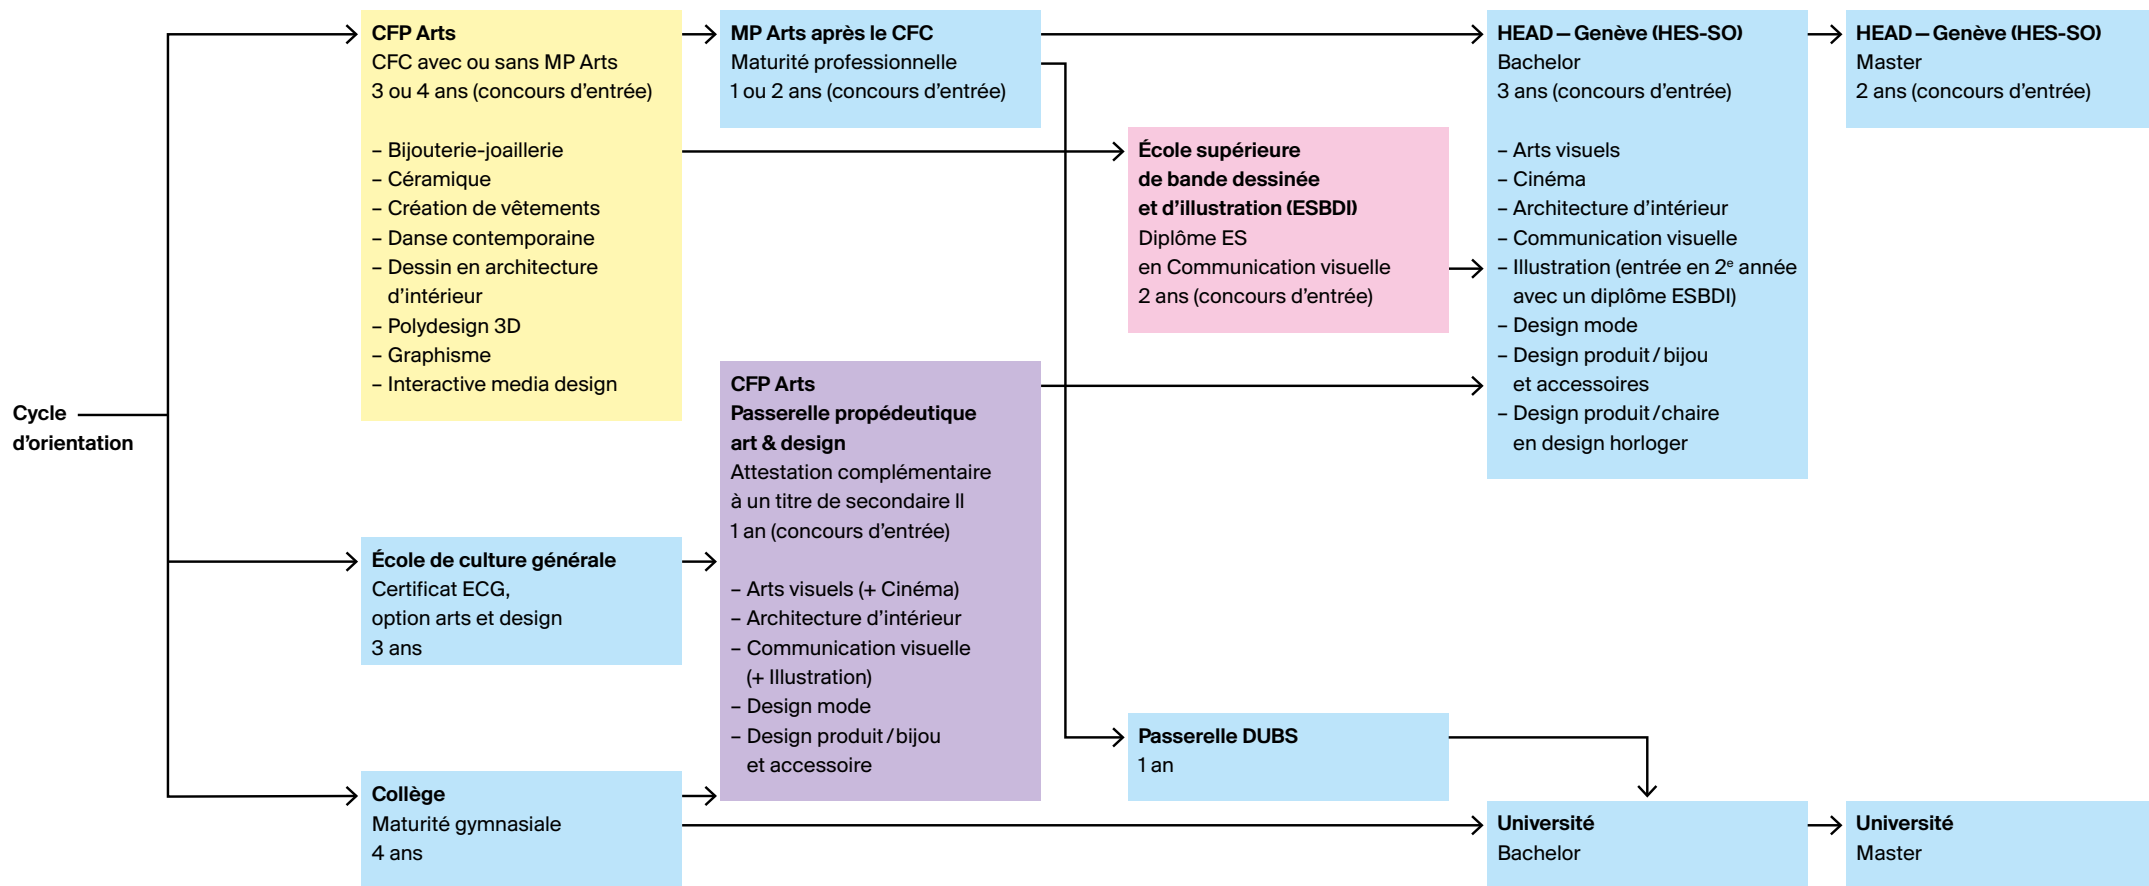 Cycle
d'orientation
CFP Arts
CFC avec ou sans MP Arts
3 ou 4 ans (concours d'entrée)
– Bijouterie-joaillerie
– Céramique
– Création de vêtements
– Danse contemporaine
– Dessin en architecture
d'intérieur
– Polydesign 3D
– Graphisme
– Interactive media design
École de culture générale
Certificat ECG,
option arts et design
3 ans
Collège
Maturité gymnasiale
4 ans
MP Arts après le CFC
Maturité professionnelle
1 ou 2 ans (concours d'entrée)
CFP Arts
Passerelle propédeutique
art & design
Attestation complémentaire
à un titre de secondaire II
1 an (concours d'entrée)
– Arts visuels (+ Cinéma)
– Architecture d'intérieur
– Communication visuelle
(+ Illustration)
– Design mode
– Design produit / bijou
et accessoire
École supérieure
de bande dessinée
et d'illustration (ESBDI)
Diplôme ES
en Communication visuelle
2 ans (concours d'entrée)
Passerelle DUBS
1 an
HEAD – Genève (HES-SO)
Bachelor
3 ans (concours d'entrée)
– Arts visuels
– Cinéma
– Architecture d'intérieur
– Communication visuelle
– Illustration (entrée en 2e année
avec un diplôme ESBDI)
– Design mode
– Design produit / bijou
et accessoires
– Design produit / chaire
en design horloger
Université
Bachelor
HEAD – Genève (HES-SO)
Master
2 ans (concours d'entrée)
Université
Master